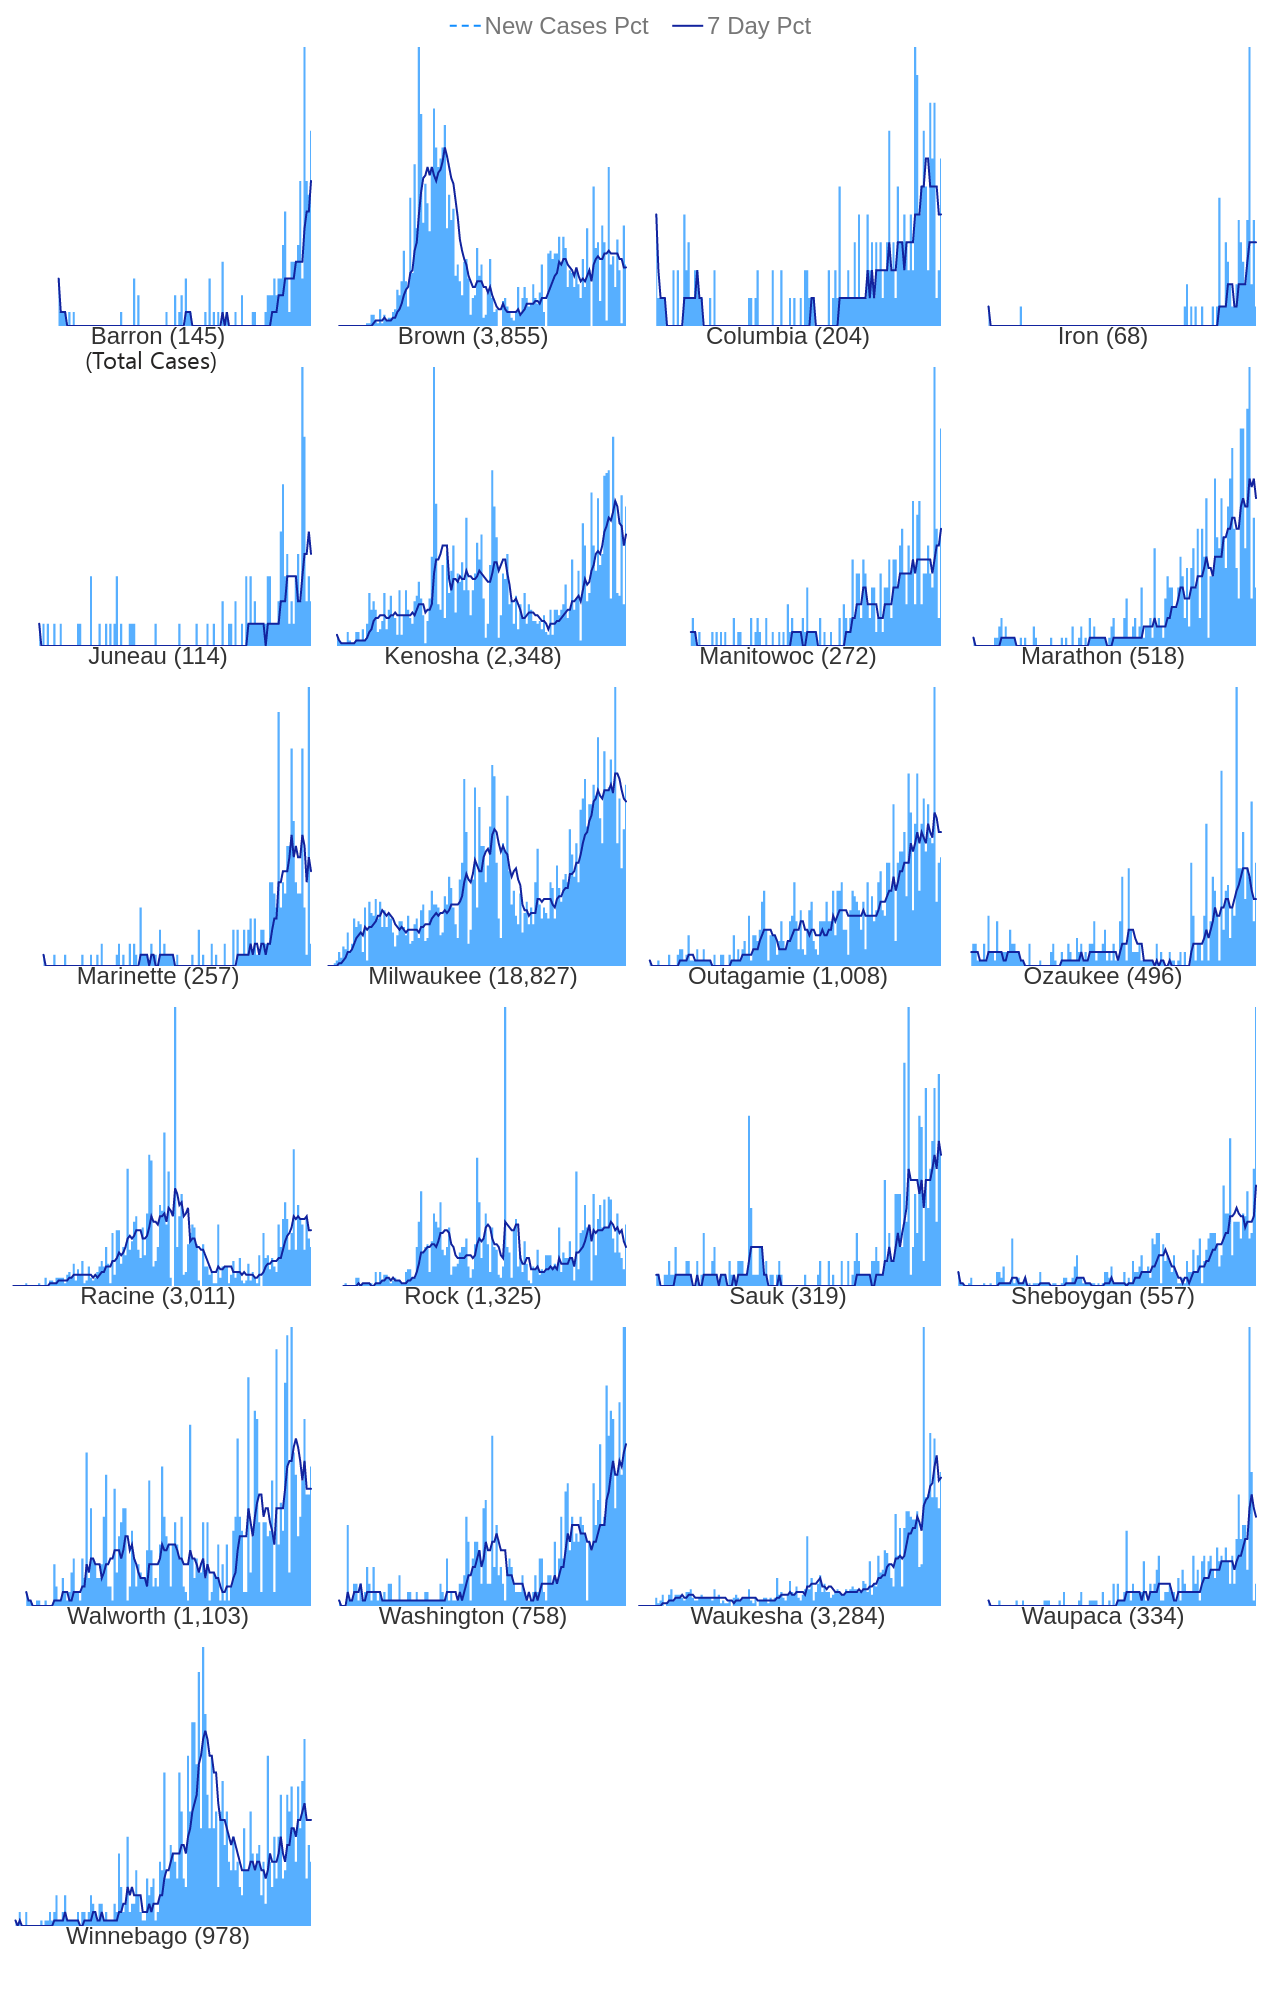 New Cases Pct 7 Day Pct
Barron (145) Brown (3,855) Columbia (204) Iron (68)
(Total Cases)
Juneau (114) Kenosha (2,348) Manitowoc (272) Marathon (518)
Marinette (257) Milwaukee (18,827) Outagamie (1,008) Ozaukee (496)
Racine (3,011) Rock (1,325) Sauk (319) Sheboygan (557)
Walworth (1,103) Washington (758) Waukesha (3,284) Waupaca (334)
Winnebago (978)